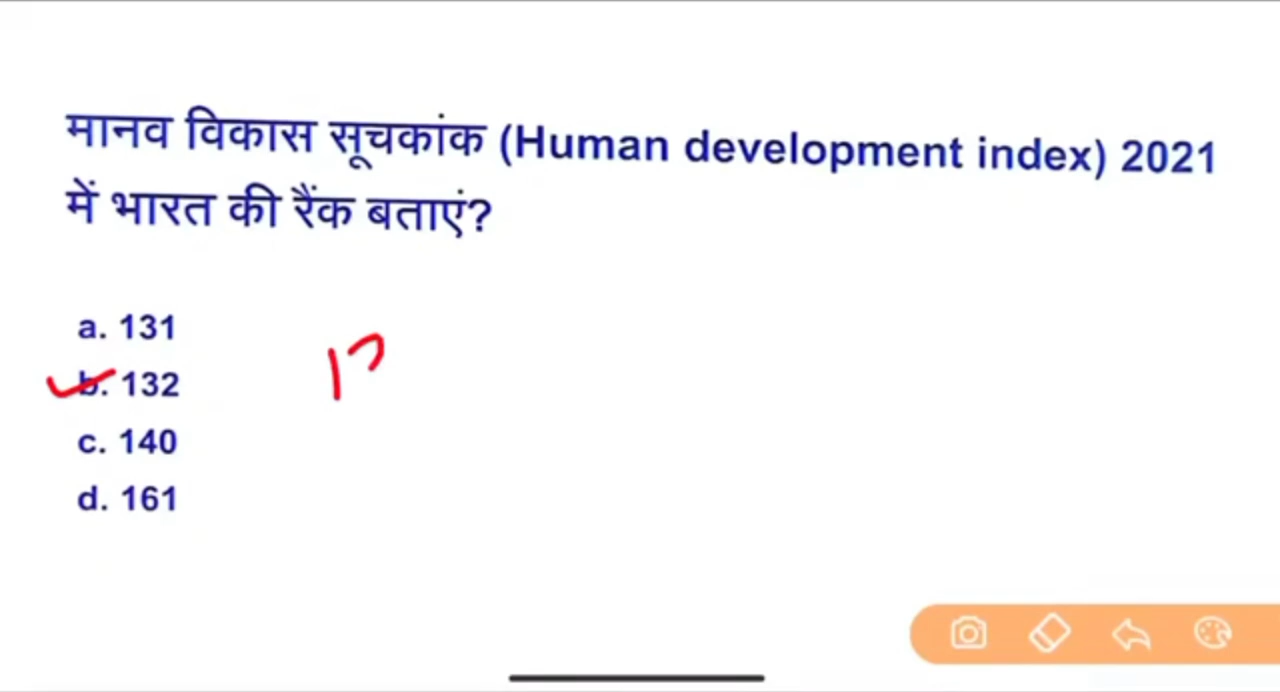 मानव विकास सूचकांक (Human development index) 2021
में भारत की रैंक बताएं?
a. 131
b. 132
c. 140
d. 161